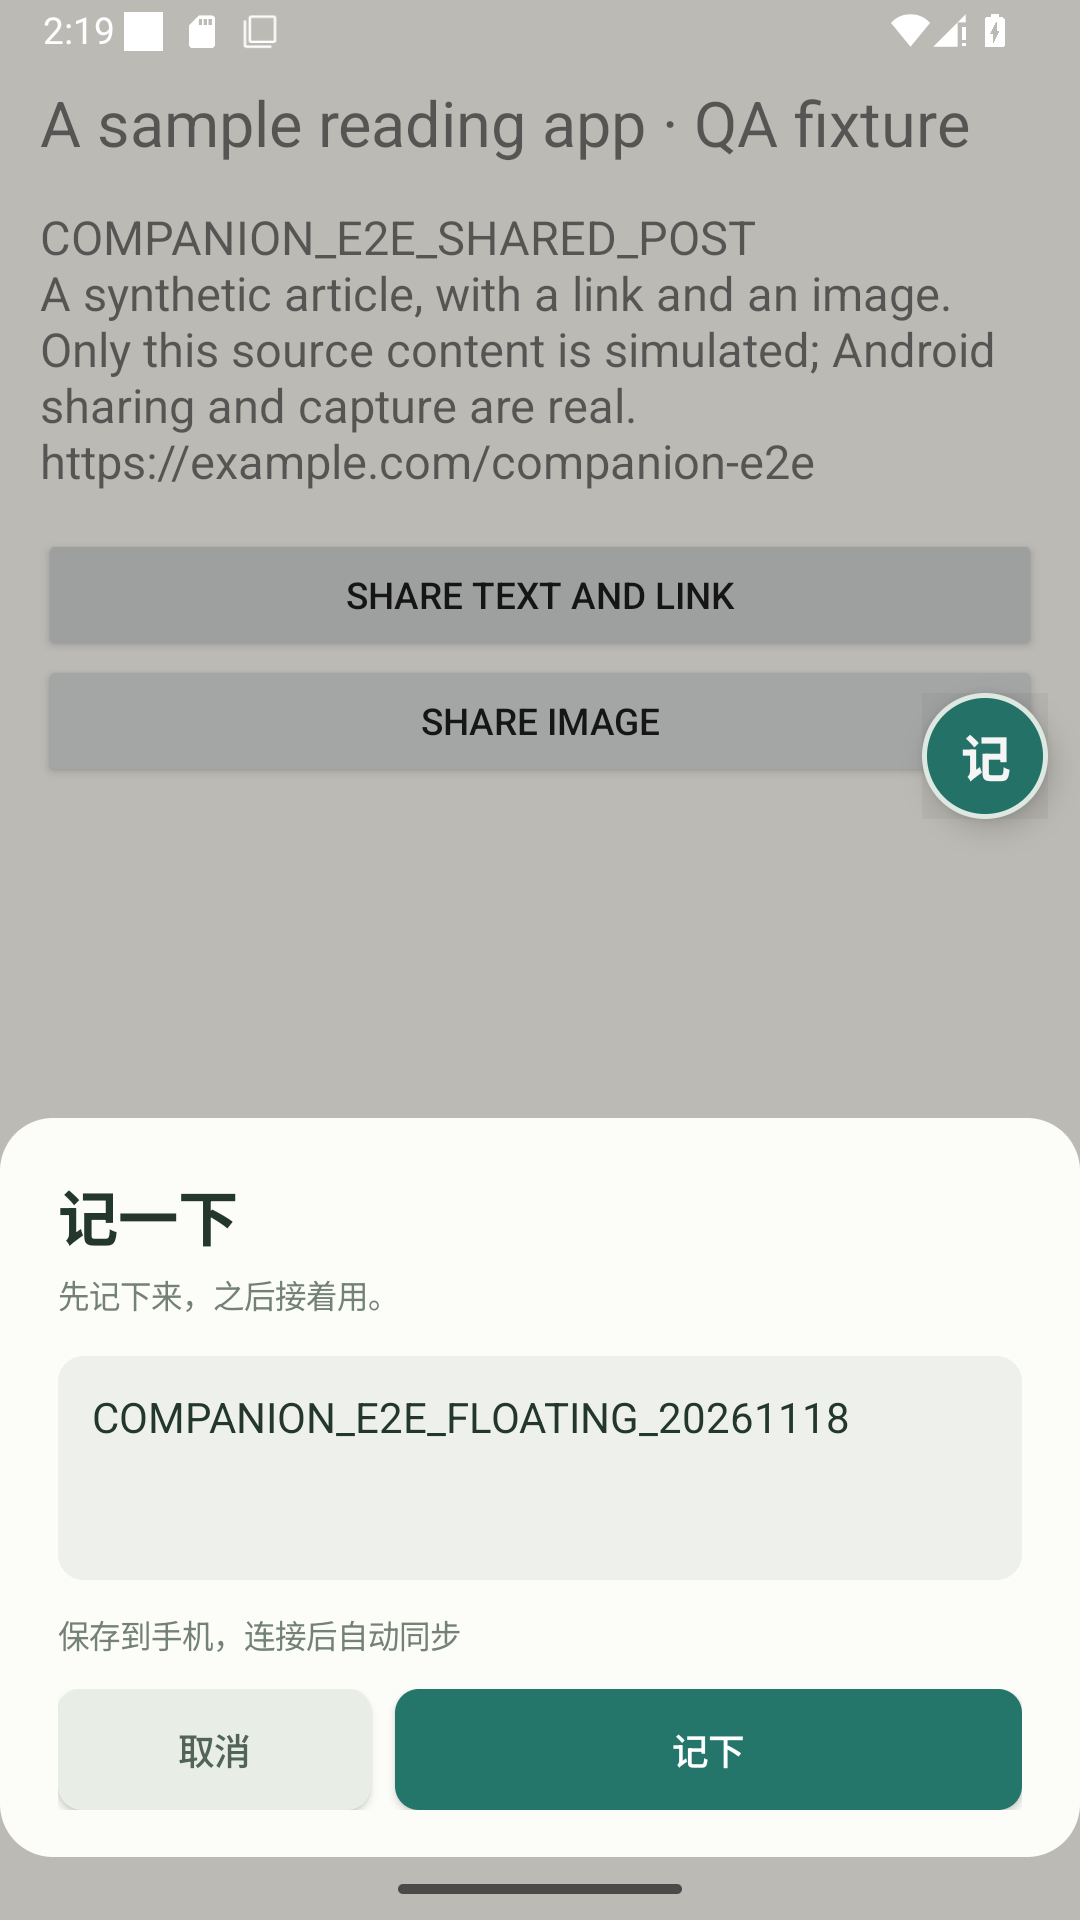 2:19
A sample reading app · QA fixture
COMPANION_E2E_SHARED_POST
A synthetic article, with a link and an image.
Only this source content is simulated; Android
sharing and capture are real.
https://example.com/companion-e2e
SHARE TEXT AND LINK
SHARE IMAGE
记
记一下
先记下来，之后接着用。
COMPANION_E2E_FLOATING_20261118
保存到手机，连接后自动同步
取消
记下